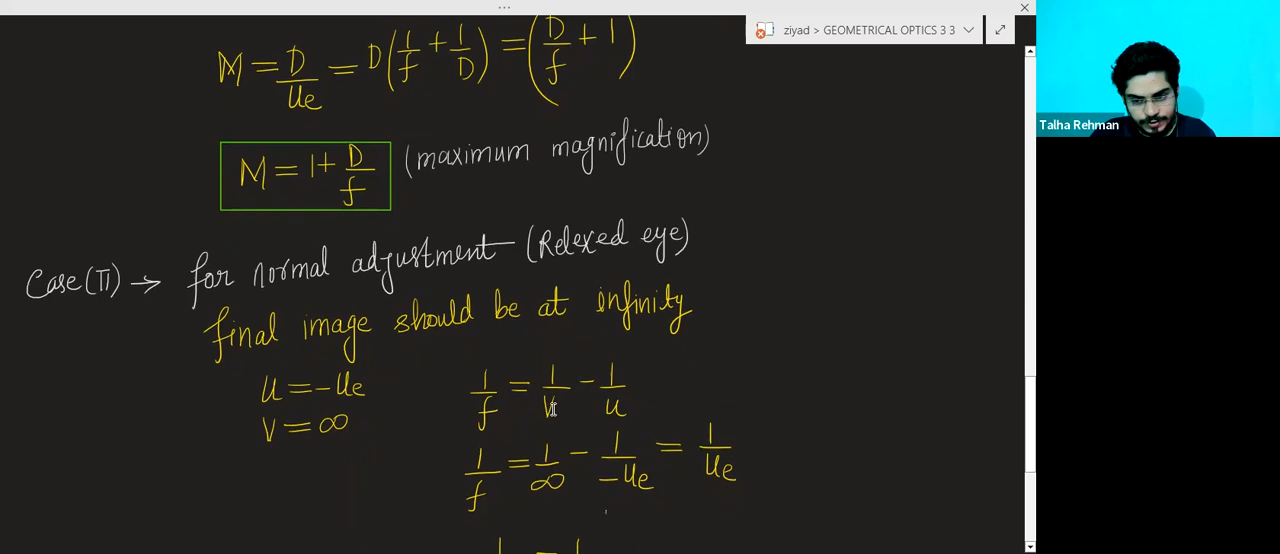 ziyad > GEOMETRICAL OPTICS 3 3
Talha Rehman
M = D/ue = D(1/f + 1/D) = (D/f + 1)
M = 1 + D/f (maximum magnification)
Case (II) → for normal adjustment (Relexed eye)
final image should be at infinity
u = -ue
v = ∞
1/f = 1/v - 1/u
1/f = 1/∞ - 1/-ue = 1/ue